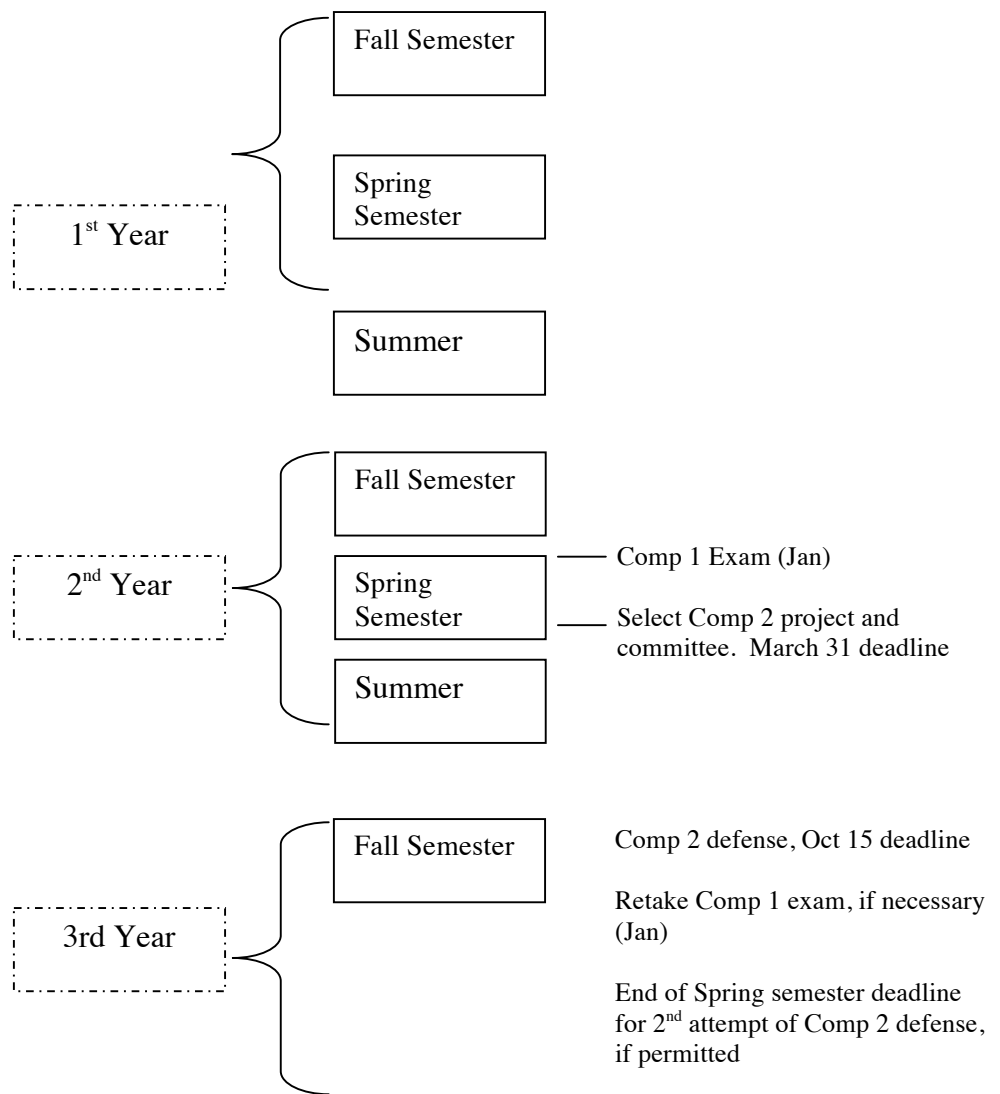 Fall Semester
Spring
Semester
1st Year
Summer
Fall Semester
2nd Year
Spring
Semester
Comp 1 Exam (Jan)
Select Comp 2 project and
committee.  March 31 deadline
Summer
3rd Year
Fall Semester
Comp 2 defense, Oct 15 deadline
Retake Comp 1 exam, if necessary
(Jan)
End of Spring semester deadline
for 2nd attempt of Comp 2 defense,
if permitted